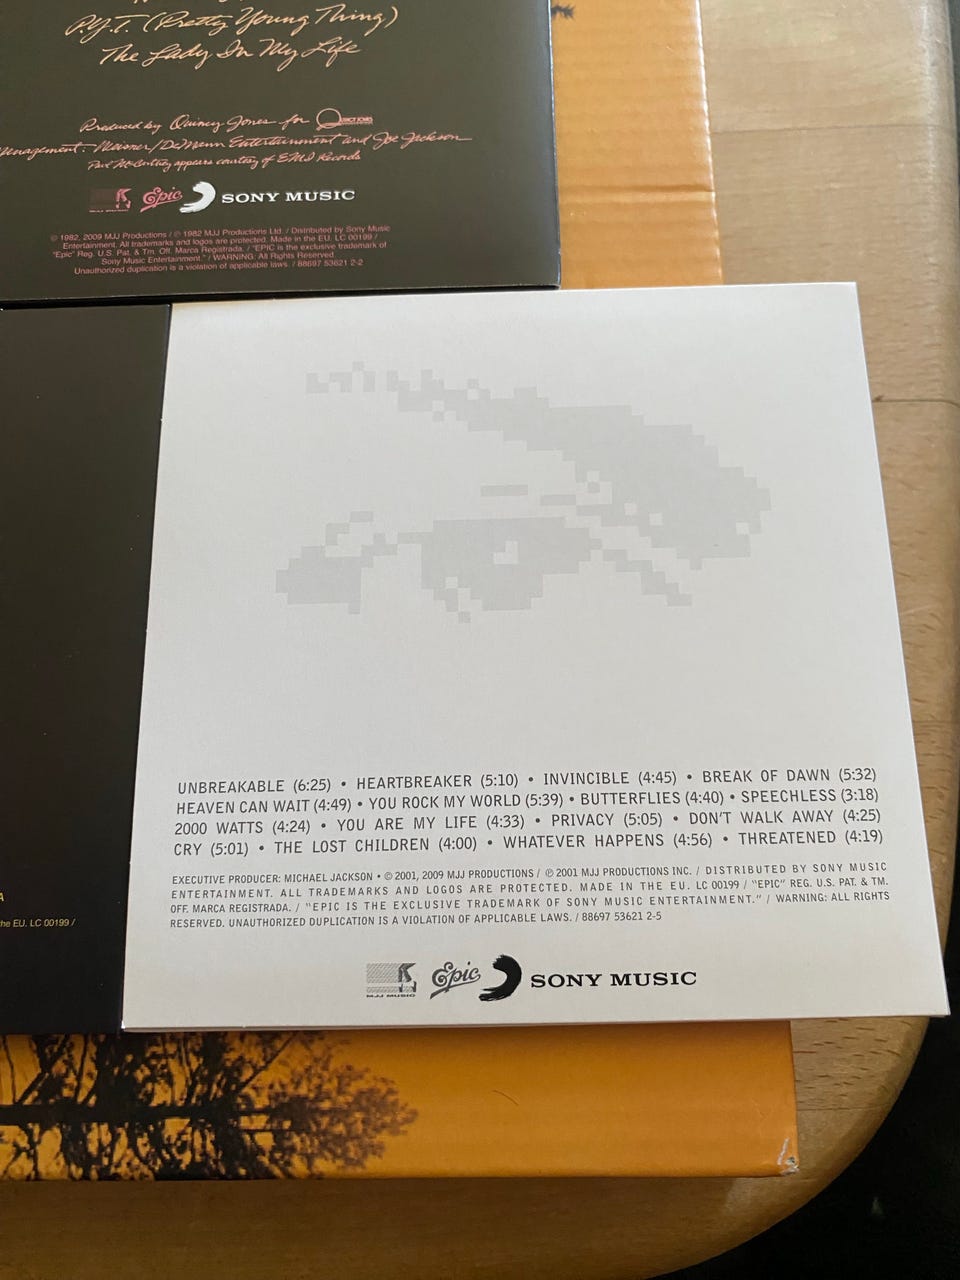 P.Y.T. (Pretty Young Thing)
The Lady In My Life
Produced by Quincy Jones for QUINCY JONES
Management: Weisner/DeMann Entertainment and Joe Jackson
Paul McCartney appears courtesy of EMI Records
Epic SONY MUSIC
© 1982, 2009 MJJ Productions / ℗ 1982 MJJ Productions Ltd. / Distributed by Sony Music
Entertainment. All trademarks and logos are protected. Made in the EU. LC 00199 /
"Epic" Reg. U.S. Pat. & Tm. Off. Marca Registrada. / "EPIC is the exclusive trademark of
Sony Music Entertainment." / WARNING: All Rights Reserved.
Unauthorized duplication is a violation of applicable laws. / 88697 53621 2-2
A
he EU. LC 00199 /
UNBREAKABLE (6:25) • HEARTBREAKER (5:10) • INVINCIBLE (4:45) • BREAK OF DAWN (5:32)
HEAVEN CAN WAIT (4:49) • YOU ROCK MY WORLD (5:39) • BUTTERFLIES (4:40) • SPEECHLESS (3:18)
2000 WATTS (4:24) • YOU ARE MY LIFE (4:33) • PRIVACY (5:05) • DON'T WALK AWAY (4:25)
CRY (5:01) • THE LOST CHILDREN (4:00) • WHATEVER HAPPENS (4:56) • THREATENED (4:19)
EXECUTIVE PRODUCER: MICHAEL JACKSON • © 2001, 2009 MJJ PRODUCTIONS / ℗ 2001 MJJ PRODUCTIONS INC. / DISTRIBUTED BY SONY MUSIC
ENTERTAINMENT. ALL TRADEMARKS AND LOGOS ARE PROTECTED. MADE IN THE EU. LC 00199 / "EPIC" REG. U.S. PAT. & TM.
OFF. MARCA REGISTRADA. / "EPIC IS THE EXCLUSIVE TRADEMARK OF SONY MUSIC ENTERTAINMENT." / WARNING: ALL RIGHTS
RESERVED. UNAUTHORIZED DUPLICATION IS A VIOLATION OF APPLICABLE LAWS. / 88697 53621 2-5
MJJ MUSIC Epic SONY MUSIC